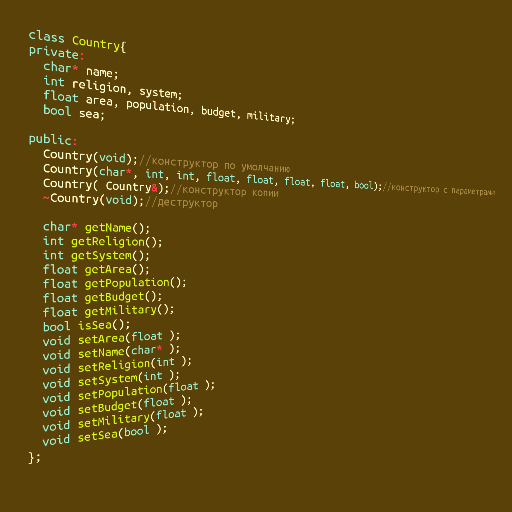 class Country{
private:
char* name;
int religion, system;
float area, population, budget, military;
bool sea;
public:
Country(void);//конструктор по умолчанию
Country(char*, int, int, float, float, float, float, bool);//конструктор с параметрами
Country( Country&);//конструктор копии
~Country(void);//деструктор
char* getName();
int getReligion();
int getSystem();
float getArea();
float getPopulation();
float getBudget();
float getMilitary();
bool isSea();
void setArea(float );
void setName(char* );
void setReligion(int );
void setSystem(int );
void setPopulation(float );
void setBudget(float );
void setMilitary(float );
void setSea(bool );
};